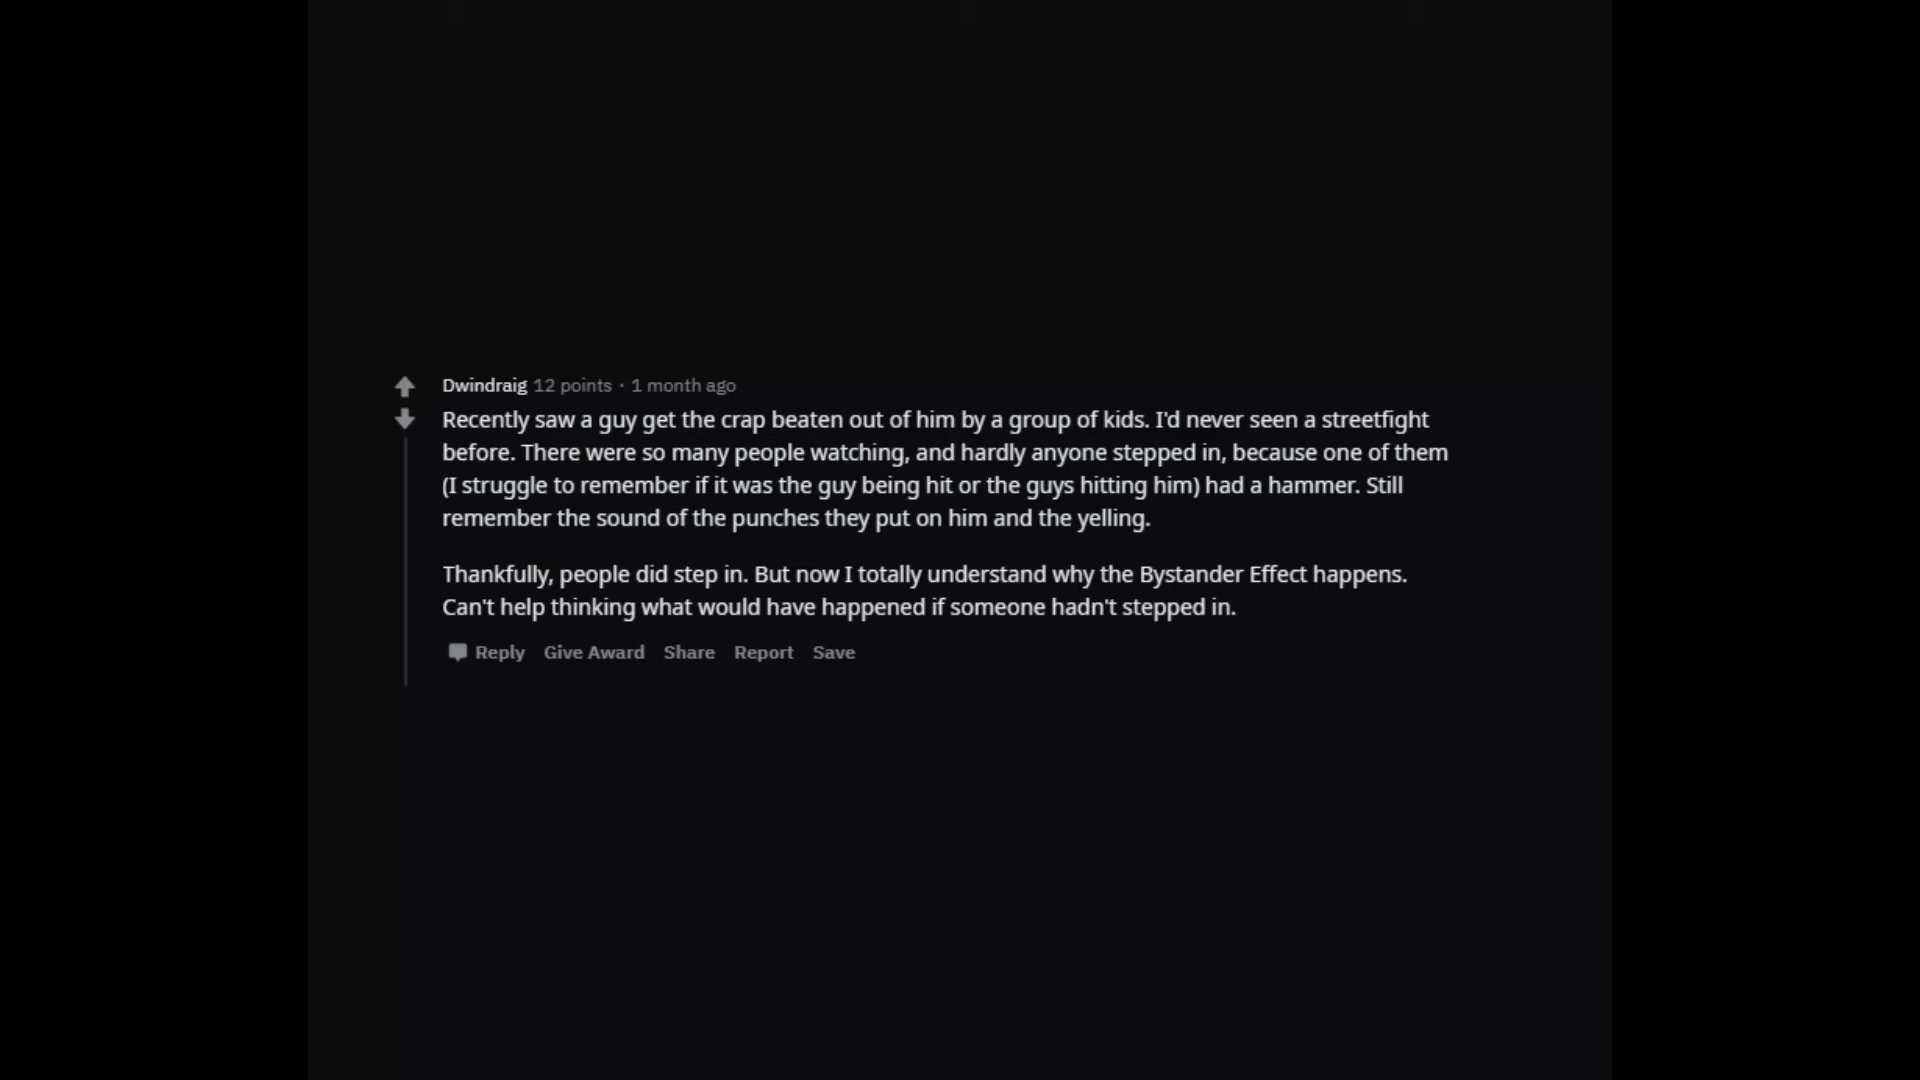 Dwindraig 12 points · 1 month ago
Recently saw a guy get the crap beaten out of him by a group of kids. I'd never seen a streetfight
before. There were so many people watching, and hardly anyone stepped in, because one of them
(I struggle to remember if it was the guy being hit or the guys hitting him) had a hammer. Still
remember the sound of the punches they put on him and the yelling.
Thankfully, people did step in. But now I totally understand why the Bystander Effect happens.
Can't help thinking what would have happened if someone hadn't stepped in.
Reply Give Award Share Report Save